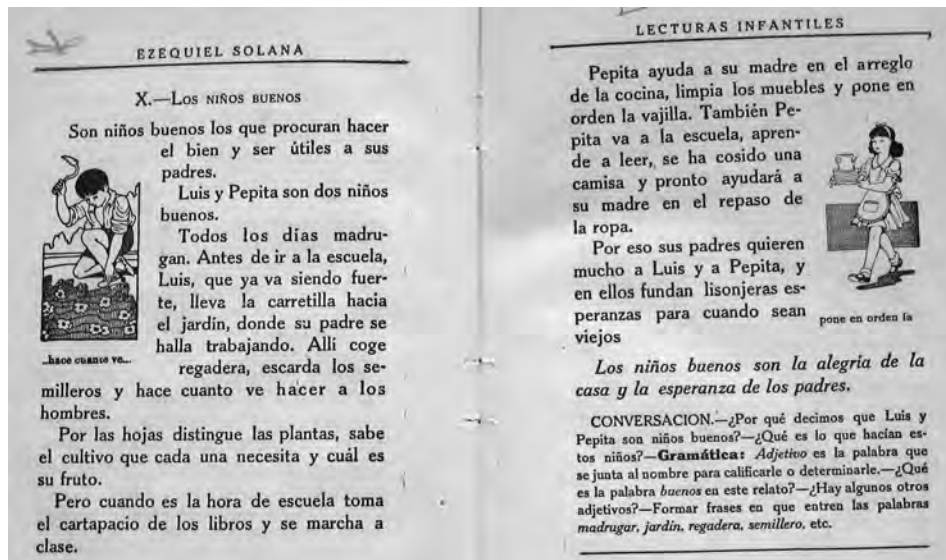 EZEQUIEL SOLANA
X.—Los niños buenos
Son niños buenos los que procuran hacer
el bien y ser útiles a sus
padres.
Luis y Pepita son dos niños
buenos.
Todos los días madru-
gan. Antes de ir a la escuela,
Luis, que ya va siendo fuer-
te, lleva la carretilla hacia
el jardín, donde su padre se
halla trabajando. Alli coge
regadera, escarda los se-
milleros y hace cuanto ve hacer a los
hombres.
...hace cuanto ve...
Por las hojas distingue las plantas, sabe
el cultivo que cada una necesita y cuál es
su fruto.
Pero cuando es la hora de escuela toma
el cartapacio de los libros y se marcha a
clase.
LECTURAS INFANTILES
Pepita ayuda a su madre en el arreglo
de la cocina, limpia los muebles y pone en
orden la vajilla. También Pe-
pita va a la escuela, apren-
de a leer, se ha cosido una
camisa y pronto ayudará a
su madre en el repaso de
la ropa.
Por eso sus padres quieren
mucho a Luis y a Pepita, y
en ellos fundan lisonjeras es-
peranzas para cuando sean
viejos
pone en orden la
Los niños buenos son la alegría de la
casa y la esperanza de los padres.
CONVERSACION.—¿Por qué decimos que Luis y
Pepita son niños buenos?—¿Qué es lo que hacían es-
tos niños?—Gramática: Adjetivo es la palabra que
se junta al nombre para calificarle o determinarle.—¿Qué
es la palabra buenos en este relato?—¿Hay algunos otros
adjetivos?—Formar frases en que entren las palabras
madrugar, jardín, regadera, semillero, etc.